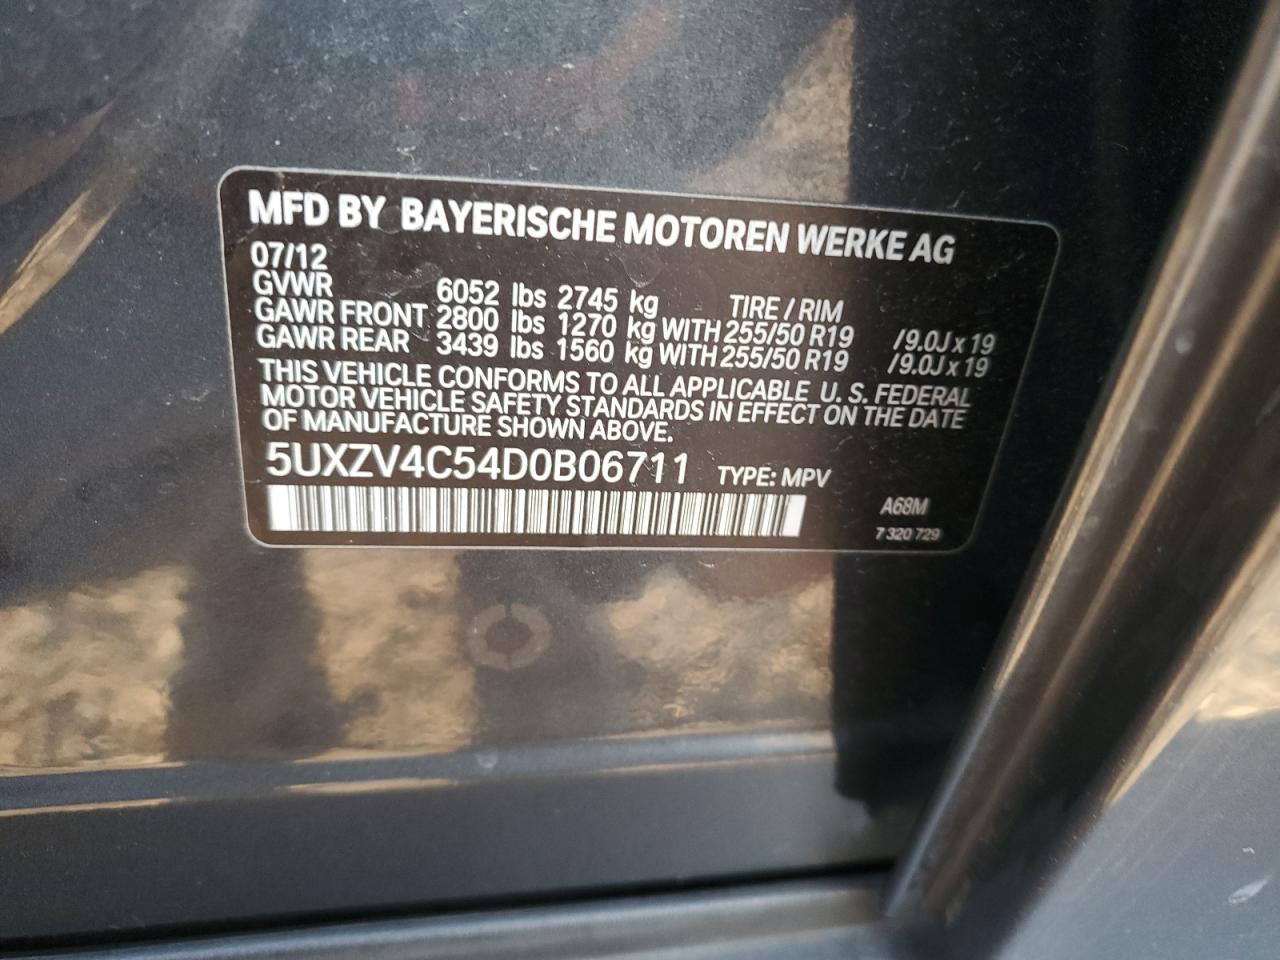 MFD BY BAYERISCHE MOTOREN WERKE AG
07/12
GVWR 6052 lbs 2745 kg TIRE / RIM
GAWR FRONT 2800 lbs 1270 kg WITH 255/50 R19 /9.0J x 19
GAWR REAR 3439 lbs 1560 kg WITH 255/50 R19 /9.0J x 19
THIS VEHICLE CONFORMS TO ALL APPLICABLE U. S. FEDERAL
MOTOR VEHICLE SAFETY STANDARDS IN EFFECT ON THE DATE
OF MANUFACTURE SHOWN ABOVE.
5UXZV4C54D0B06711 TYPE: MPV
A68M
7 320 729